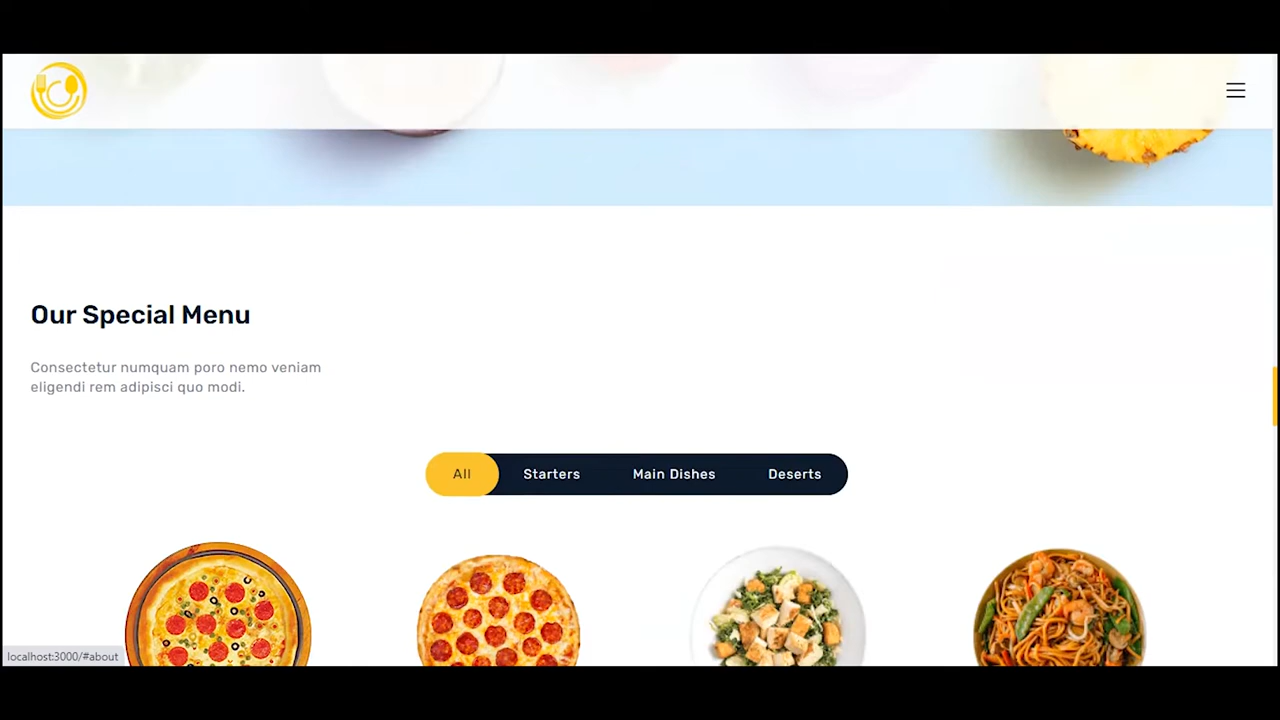 Our Special Menu
Consectetur numquam poro nemo veniam
eligendi rem adipisci quo modi.
All Starters Main Dishes Deserts
localhost:3000/#about